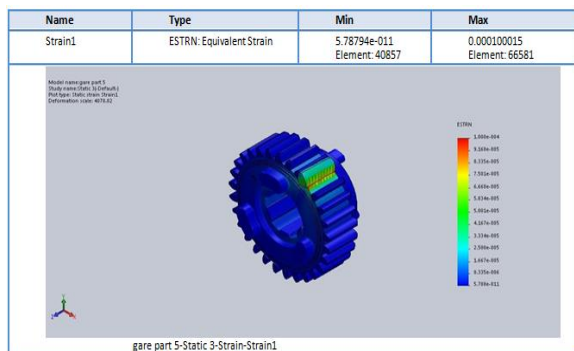 Name Type Min Max
Strain1 ESTRN: Equivalent Strain 5.78794e-011 0.000100015
Element: 40857 Element: 66581
Model name:gare part 5
Study name:Static 3(-Default-)
Plot type: Static strain Strain1
Deformation scale: 4078.82
ESTRN
1.000e-004
9.168e-005
8.335e-005
7.501e-005
6.668e-005
5.834e-005
5.001e-005
4.167e-005
3.334e-005
2.500e-005
1.667e-005
8.335e-006
5.788e-011
gare part 5-Static 3-Strain-Strain1